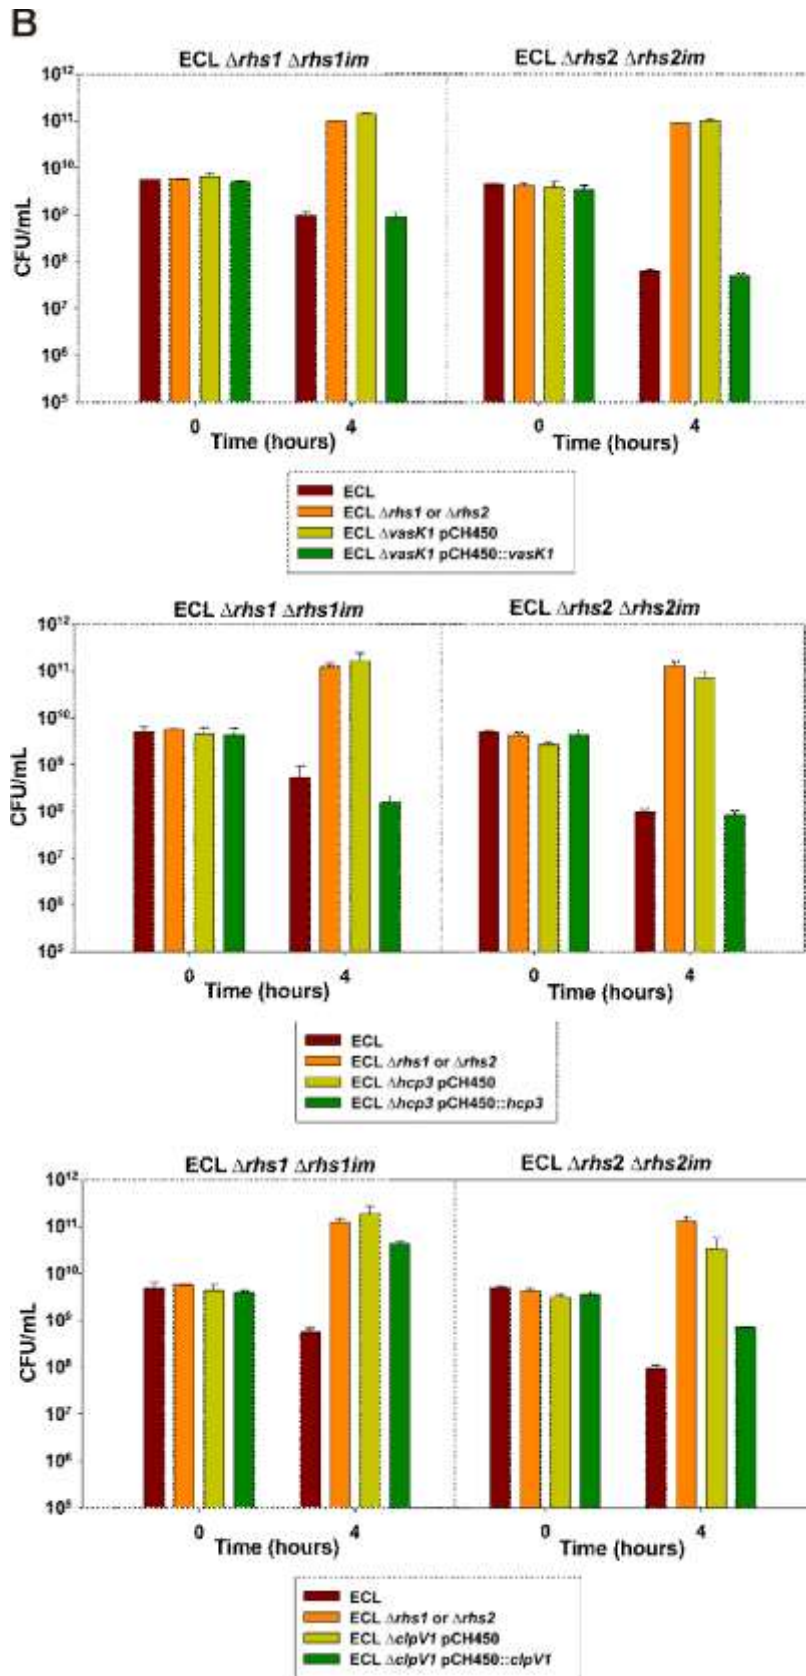 B
ECL Δrhs1 Δrhs1im ECL Δrhs2 Δrhs2im
10¹²
10¹¹
10¹⁰
10⁹
10⁸
10⁷
10⁶
10⁵
CFU/mL
0 4 0 4
Time (hours) Time (hours)
ECL
ECL Δrhs1 or Δrhs2
ECL ΔvasK1 pCH450
ECL ΔvasK1 pCH450::vasK1
ECL Δrhs1 Δrhs1im ECL Δrhs2 Δrhs2im
10¹²
10¹¹
10¹⁰
10⁹
10⁸
10⁷
10⁶
10⁵
CFU/mL
0 4 0 4
Time (hours) Time (hours)
ECL
ECL Δrhs1 or Δrhs2
ECL Δhcp3 pCH450
ECL Δhcp3 pCH450::hcp3
ECL Δrhs1 Δrhs1im ECL Δrhs2 Δrhs2im
10¹²
10¹¹
10¹⁰
10⁹
10⁸
10⁷
10⁶
10⁵
CFU/mL
0 4 0 4
Time (hours) Time (hours)
ECL
ECL Δrhs1 or Δrhs2
ECL ΔclpV1 pCH450
ECL ΔclpV1 pCH450::clpV1